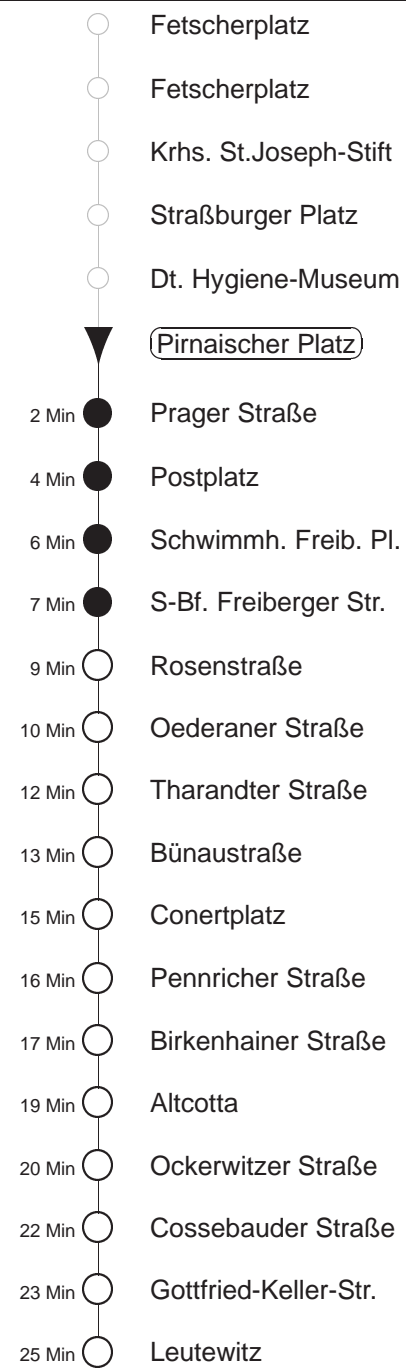 Fetscherplatz
Fetscherplatz
Krhs. St.Joseph-Stift
Straßburger Platz
Dt. Hygiene-Museum
Pirnaischer Platz
2 Min Prager Straße
4 Min Postplatz
6 Min Schwimmh. Freib. Pl.
7 Min S-Bf. Freiberger Str.
9 Min Rosenstraße
10 Min Oederaner Straße
12 Min Tharandter Straße
13 Min Bünaustraße
15 Min Conertplatz
16 Min Pennricher Straße
17 Min Birkenhainer Straße
19 Min Altcotta
20 Min Ockerwitzer Straße
22 Min Cossebauder Straße
23 Min Gottfried-Keller-Str.
25 Min Leutewitz